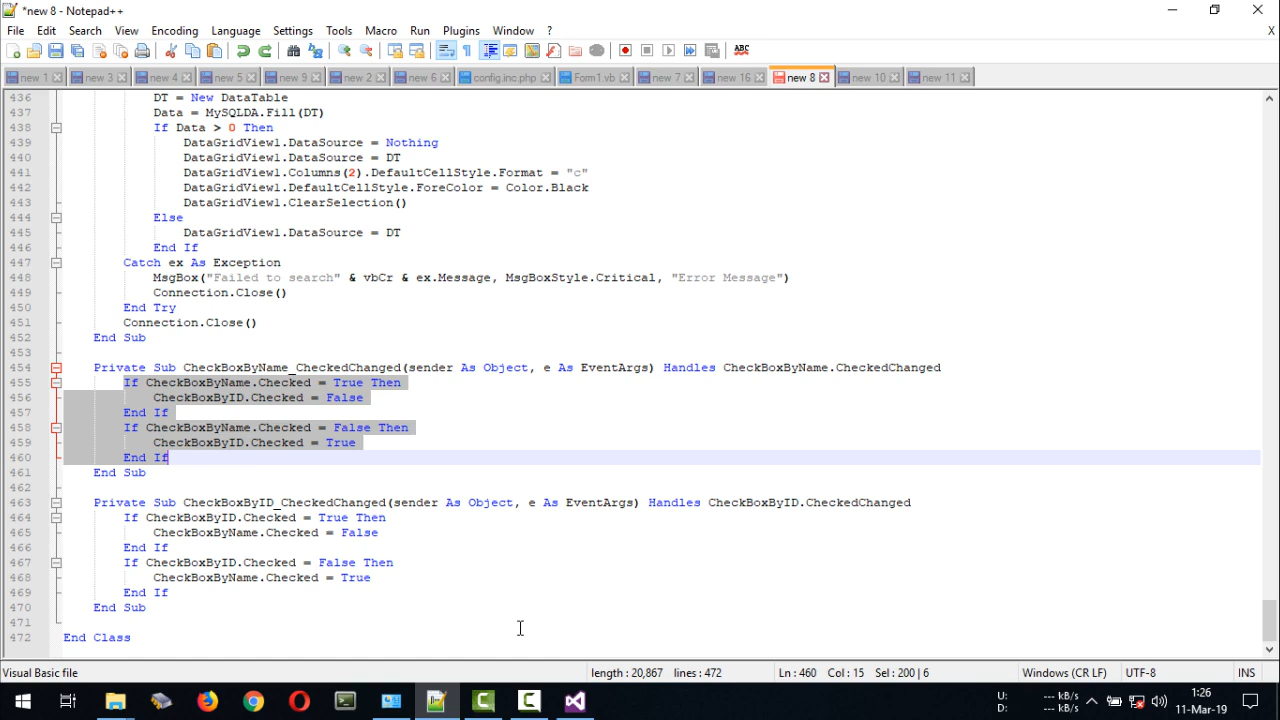 *new 8 - Notepad++
File Edit Search View Encoding Language Settings Tools Macro Run Plugins Window ? X
new 1 new 3 new 4 new 5 new 9 new 2 new 6 config.inc.php Form1.vb new 7 new 16 new 8 new 10 new 11
436 DT = New DataTable
437 Data = MySQLDA.Fill(DT)
438 If Data > 0 Then
439 DataGridView1.DataSource = Nothing
440 DataGridView1.DataSource = DT
441 DataGridView1.Columns(2).DefaultCellStyle.Format = "c"
442 DataGridView1.DefaultCellStyle.ForeColor = Color.Black
443 DataGridView1.ClearSelection()
444 Else
445 DataGridView1.DataSource = DT
446 End If
447 Catch ex As Exception
448 MsgBox("Failed to search" & vbCr & ex.Message, MsgBoxStyle.Critical, "Error Message")
449 Connection.Close()
450 End Try
451 Connection.Close()
452 End Sub
453
454 Private Sub CheckBoxByName_CheckedChanged(sender As Object, e As EventArgs) Handles CheckBoxByName.CheckedChanged
455 If CheckBoxByName.Checked = True Then
456 CheckBoxByID.Checked = False
457 End If
458 If CheckBoxByName.Checked = False Then
459 CheckBoxByID.Checked = True
460 End If
461 End Sub
462
463 Private Sub CheckBoxByID_CheckedChanged(sender As Object, e As EventArgs) Handles CheckBoxByID.CheckedChanged
464 If CheckBoxByID.Checked = True Then
465 CheckBoxByName.Checked = False
466 End If
467 If CheckBoxByID.Checked = False Then
468 CheckBoxByName.Checked = True
469 End If
470 End Sub
471
472 End Class
Visual Basic file length : 20,867 lines : 472 Ln : 460 Col : 15 Sel : 200 | 6 Windows (CR LF) UTF-8 INS
U: --- kB/s 1:26
D: --- kB/s 11-Mar-19